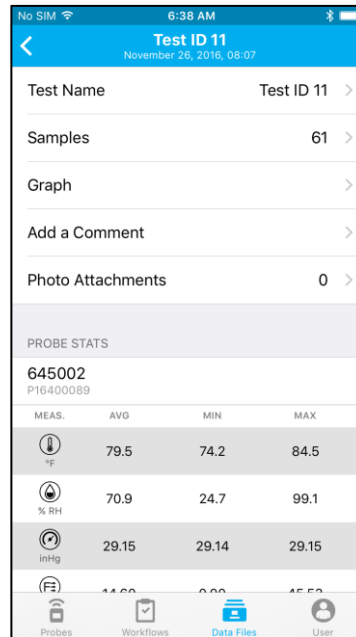 No SIM 6:38 AM
Test ID 11
November 26, 2016, 08:07
Test Name Test ID 11
Samples 61
Graph
Add a Comment
Photo Attachments 0
PROBE STATS
645002
P16400089
MEAS. AVG MIN MAX
°F 79.5 74.2 84.5
% RH 70.9 24.7 99.1
inHg 29.15 29.14 29.15
Probes Workflows Data Files User